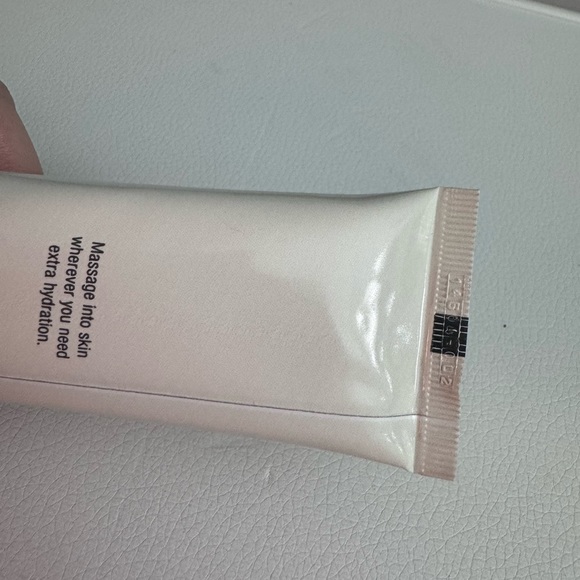 Massage into skin
wherever you need
extra hydration.